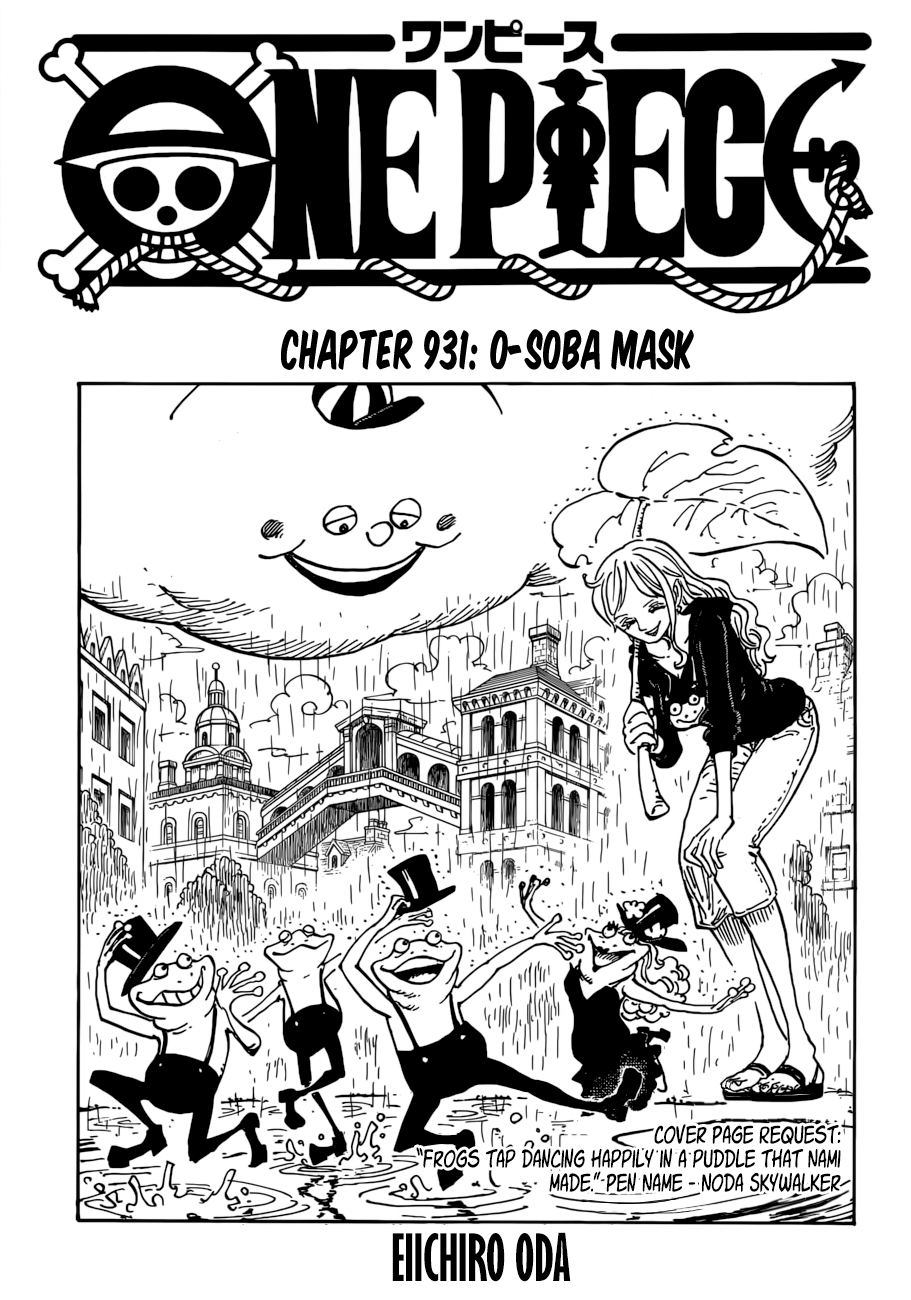 ワンピース
ONE PIECE
CHAPTER 931: O-SOBA MASK
COVER PAGE REQUEST:
"FROGS TAP DANCING HAPPILY IN A PUDDLE THAT NAMI
MADE."-PEN NAME - NODA SKYWALKER
EIICHIRO ODA